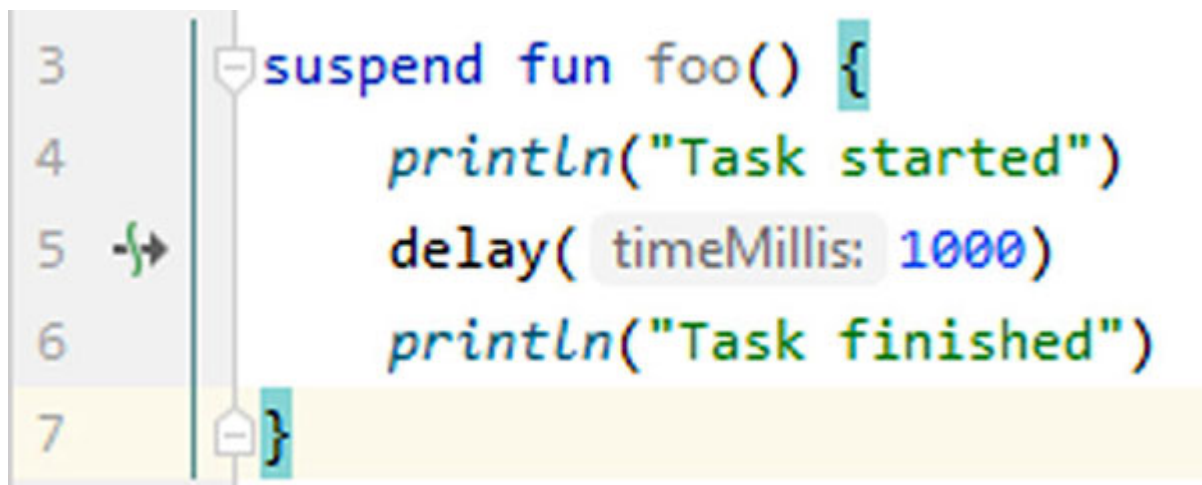 3 suspend fun foo() {
4 println("Task started")
5 delay( timeMillis: 1000)
6 println("Task finished")
7 }